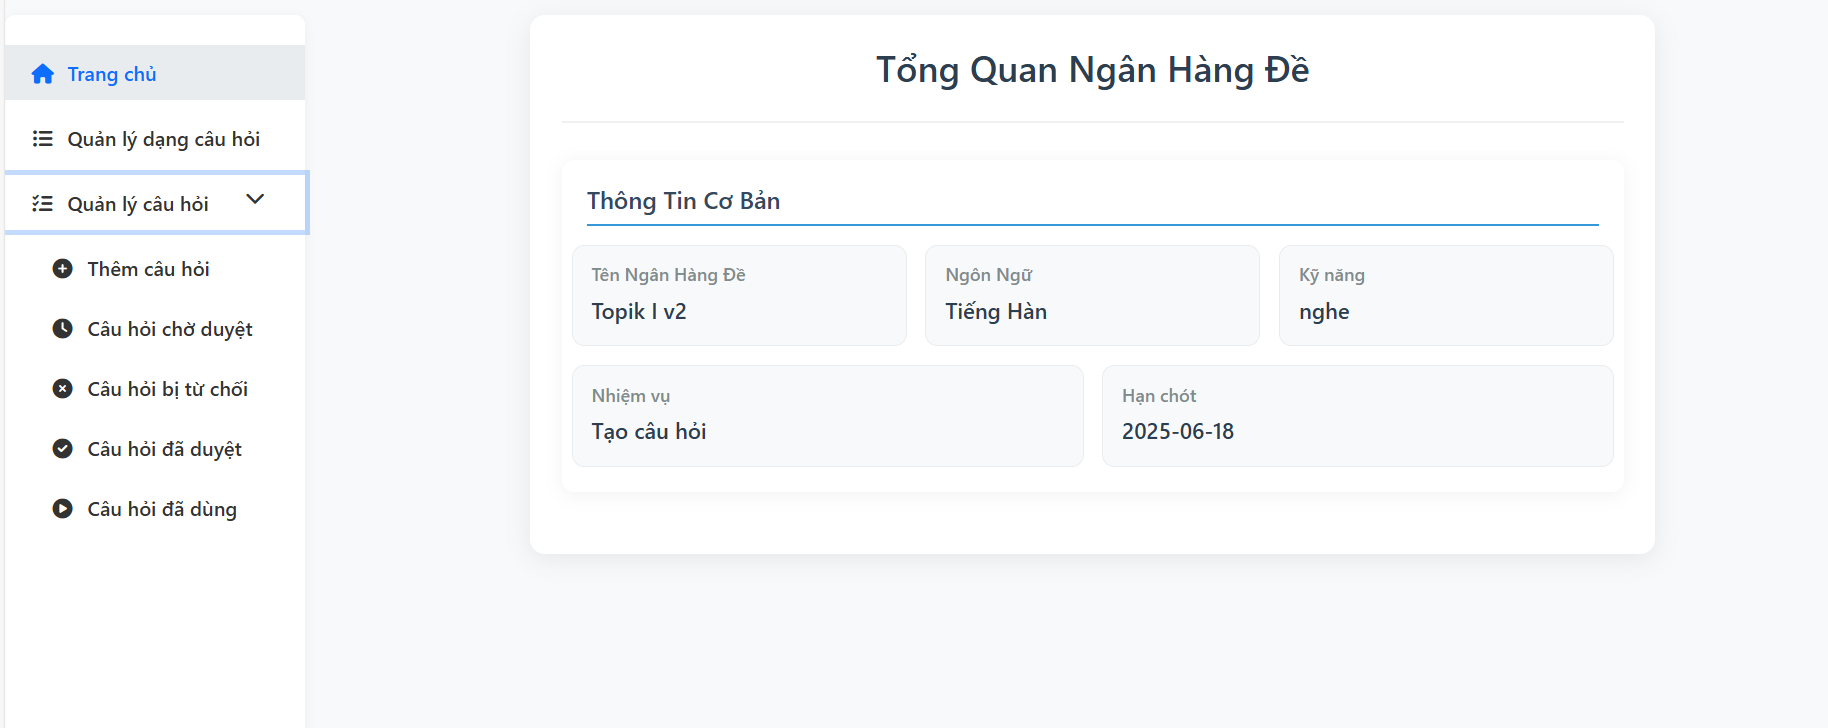 Trang chủ
Quản lý dạng câu hỏi
Quản lý câu hỏi
Thêm câu hỏi
Câu hỏi chờ duyệt
Câu hỏi bị từ chối
Câu hỏi đã duyệt
Câu hỏi đã dùng
Tổng Quan Ngân Hàng Đề
Thông Tin Cơ Bản
Tên Ngân Hàng Đề
Topik I v2
Ngôn Ngữ
Tiếng Hàn
Kỹ năng
nghe
Nhiệm vụ
Tạo câu hỏi
Hạn chót
2025-06-18